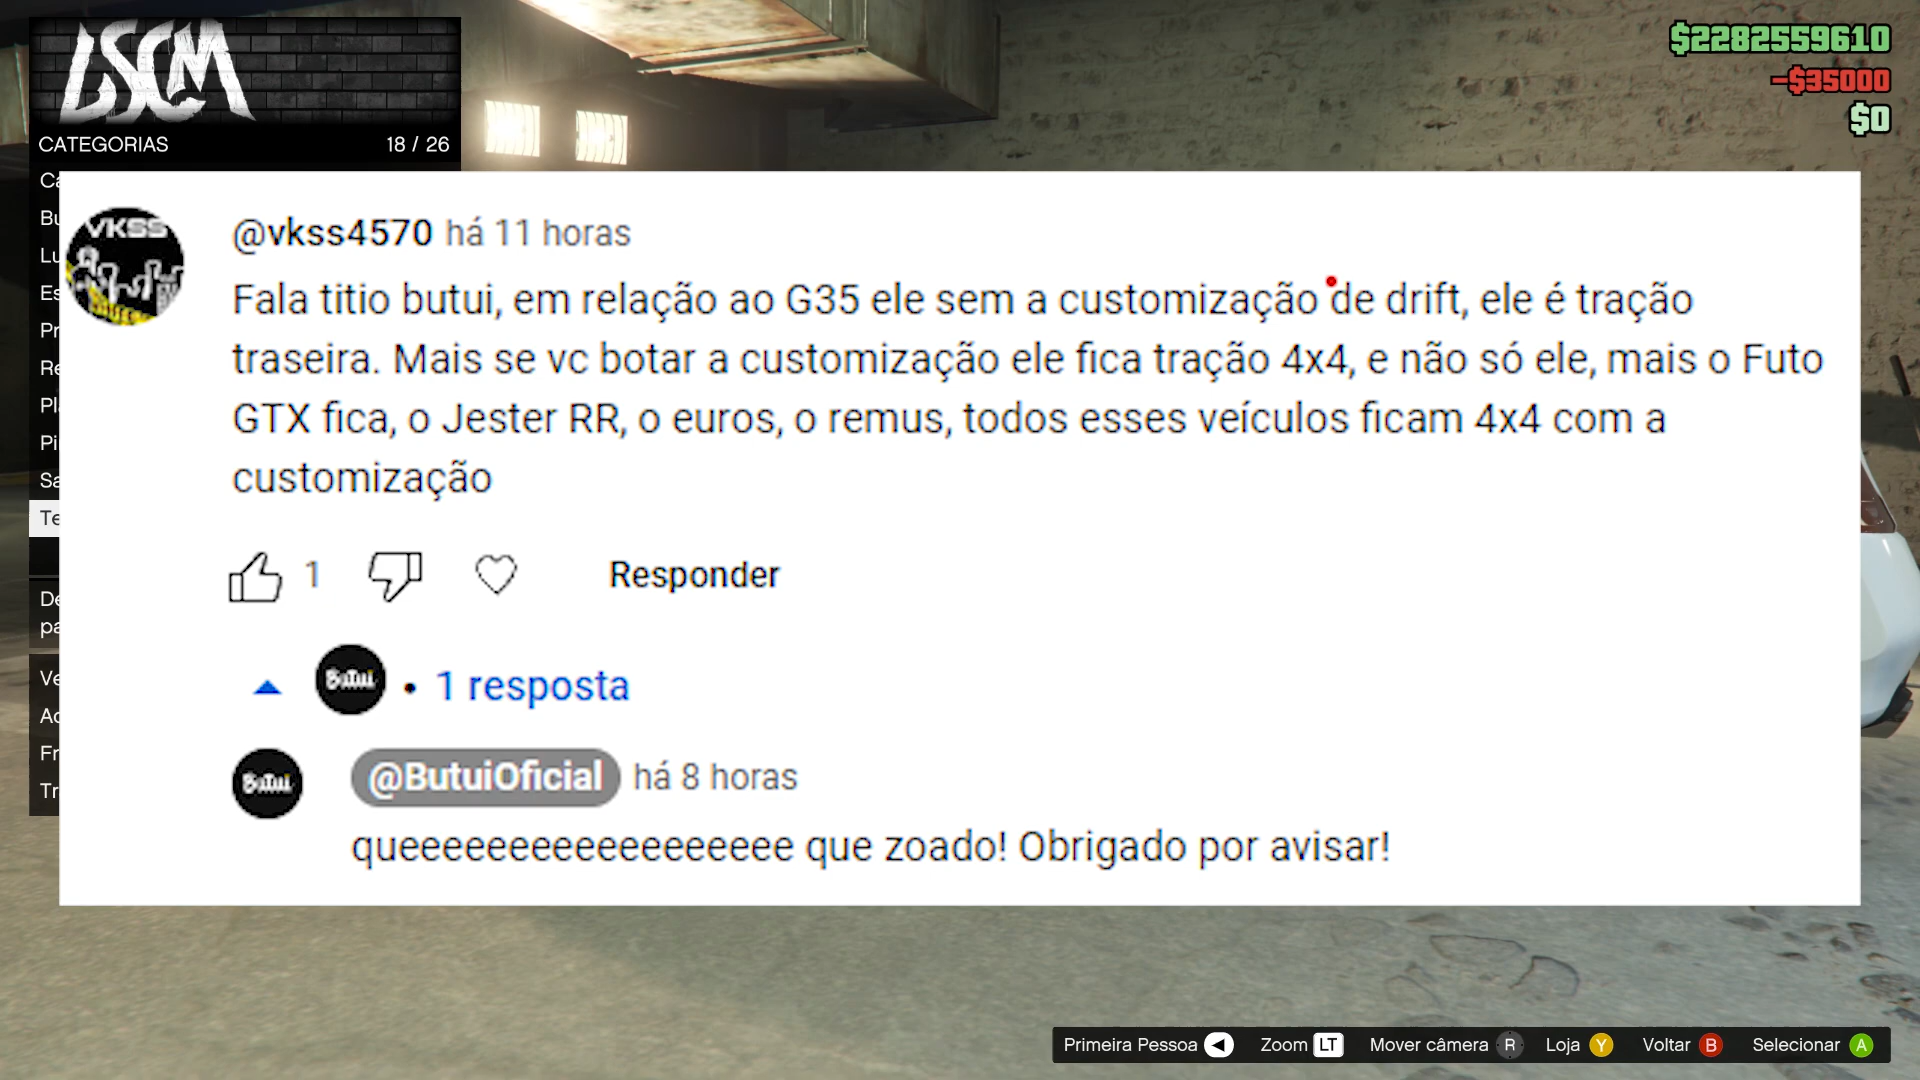 LSCM
$2282559610
-$35000
$0
CATEGORIAS 18 / 26
VKSS
@vkss4570 há 11 horas
Fala titio butui, em relação ao G35 ele sem a customização de drift, ele é tração
traseira. Mais se vc botar a customização ele fica tração 4x4, e não só ele, mais o Futo
GTX fica, o Jester RR, o euros, o remus, todos esses veículos ficam 4x4 com a
customização
1 Responder
Butui • 1 resposta
Butui @ButuiOficial há 8 horas
queeeeeeeeeeeeeeeeee que zoado! Obrigado por avisar!
Primeira Pessoa Zoom LT Mover câmera R Loja Y Voltar B Selecionar A